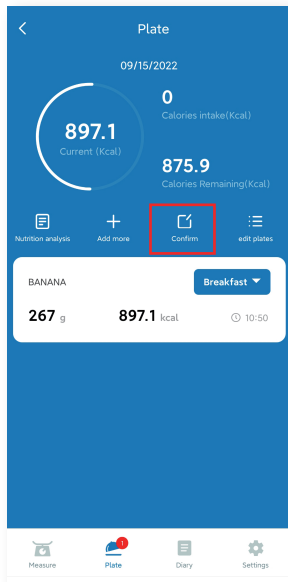 Plate
09/15/2022
897.1
Current (Kcal)
0
Calories intake(Kcal)
875.9
Calories Remaining(Kcal)
Nutrition analysis
Add more
Confirm
edit plates
BANANA
Breakfast
267 g
897.1 kcal
10:50
1
Measure
Plate
Diary
Settings